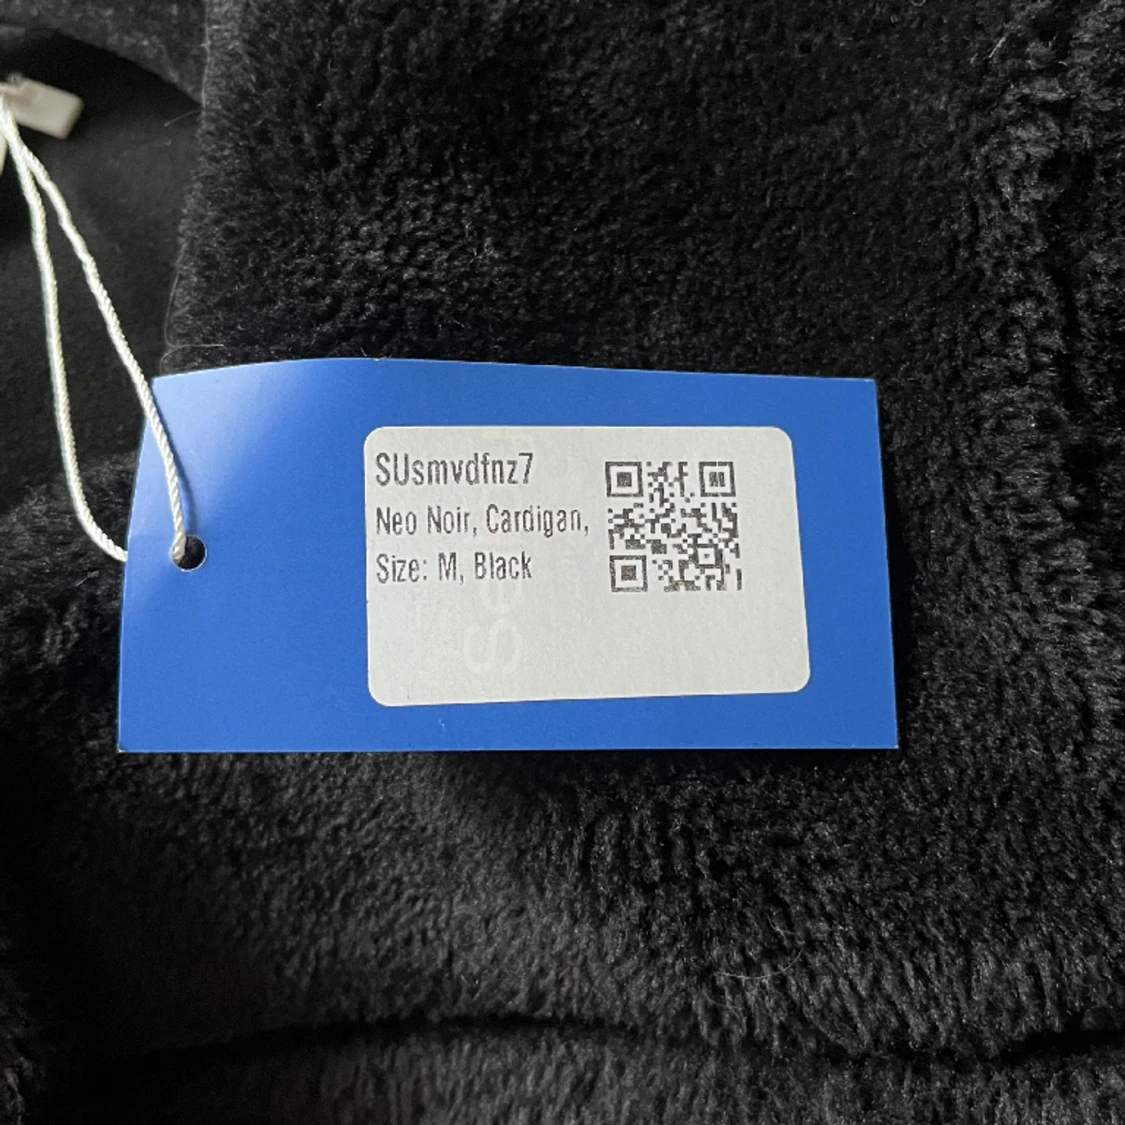 SUsmvdfnz7
Neo Noir, Cardigan,
Size: M, Black